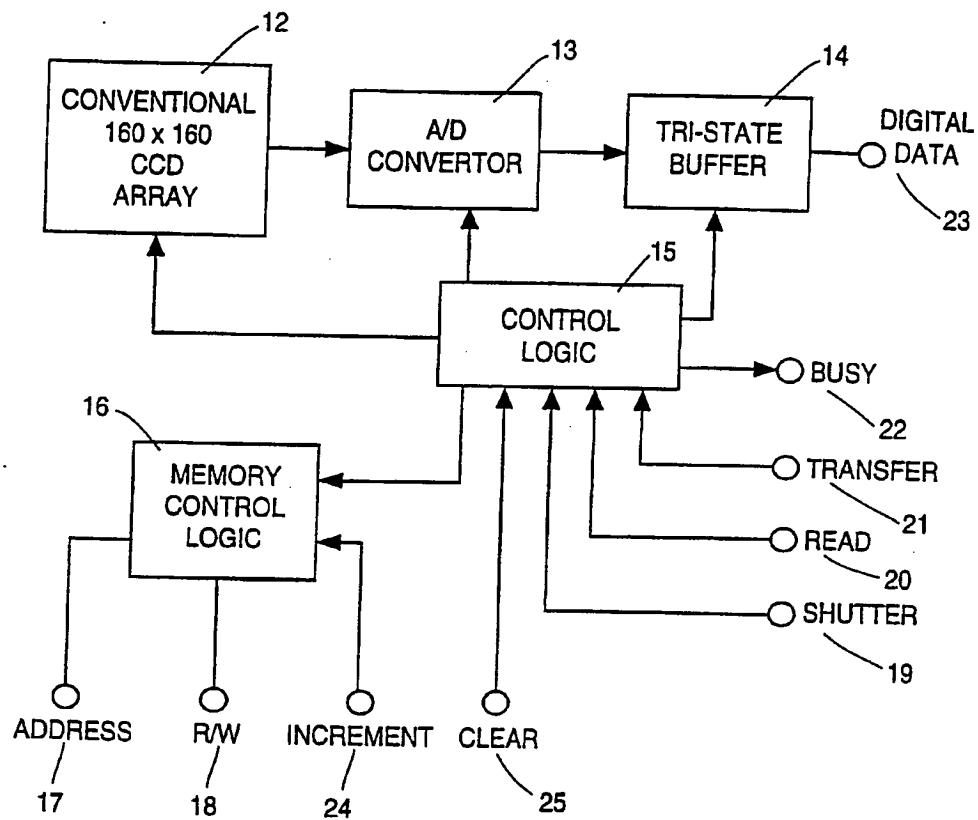 12
13
14
CONVENTIONAL
160 x 160
CCD
ARRAY
A/D
CONVERTOR
TRI-STATE
BUFFER
DIGITAL
DATA
23
15
CONTROL
LOGIC
BUSY
22
16
MEMORY
CONTROL
LOGIC
TRANSFER
21
READ
20
SHUTTER
19
ADDRESS
R/W
INCREMENT
CLEAR
17
18
24
25